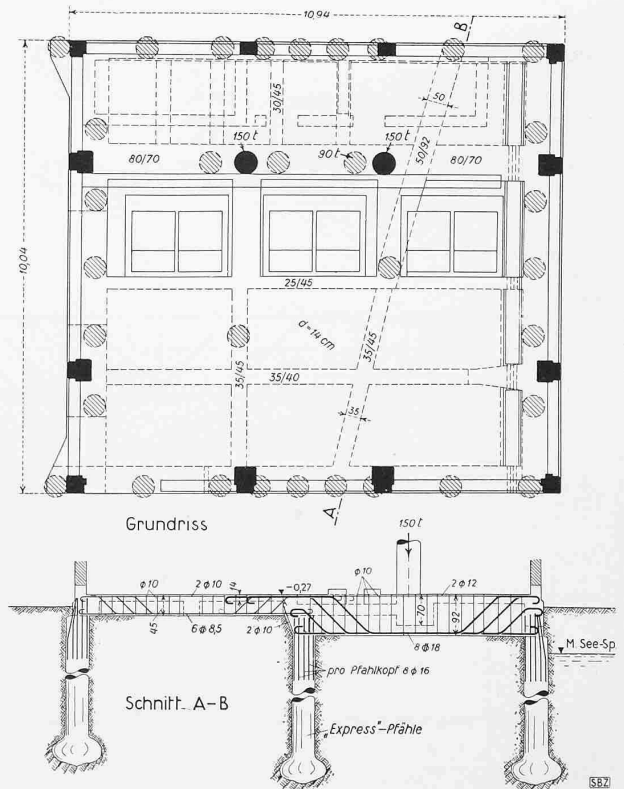 10,94
B
50
30/45
150 t
90 t
150 t
80/70
50/92
80/70
10,04
25/45
d=14 cm
35/45
35/45
35/40
35
A
Grundriss
150 t
ϕ10
2 ϕ 10
14
-0,27
ϕ10
2 ϕ 12
45
6 ϕ 8,5
2 ϕ 10
70
92
8 ϕ 18
M. See-Sp.
pro Pfahlkopf 8 ϕ 16
Schnitt A-B
„Express"-Pfähle
SBZ